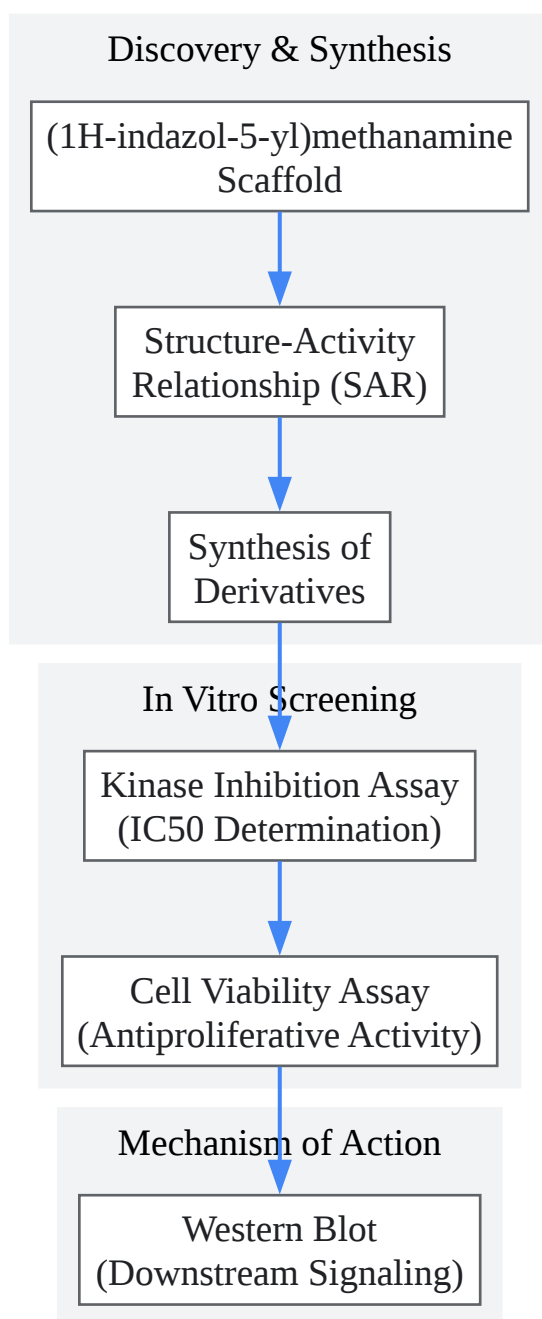 Discovery & Synthesis
(1H-indazol-5-yl)methanamine
Scaffold
Structure-Activity
Relationship (SAR)
Synthesis of
Derivatives
In Vitro Screening
Kinase Inhibition Assay
(IC50 Determination)
Cell Viability Assay
(Antiproliferative Activity)
Mechanism of Action
Western Blot
(Downstream Signaling)